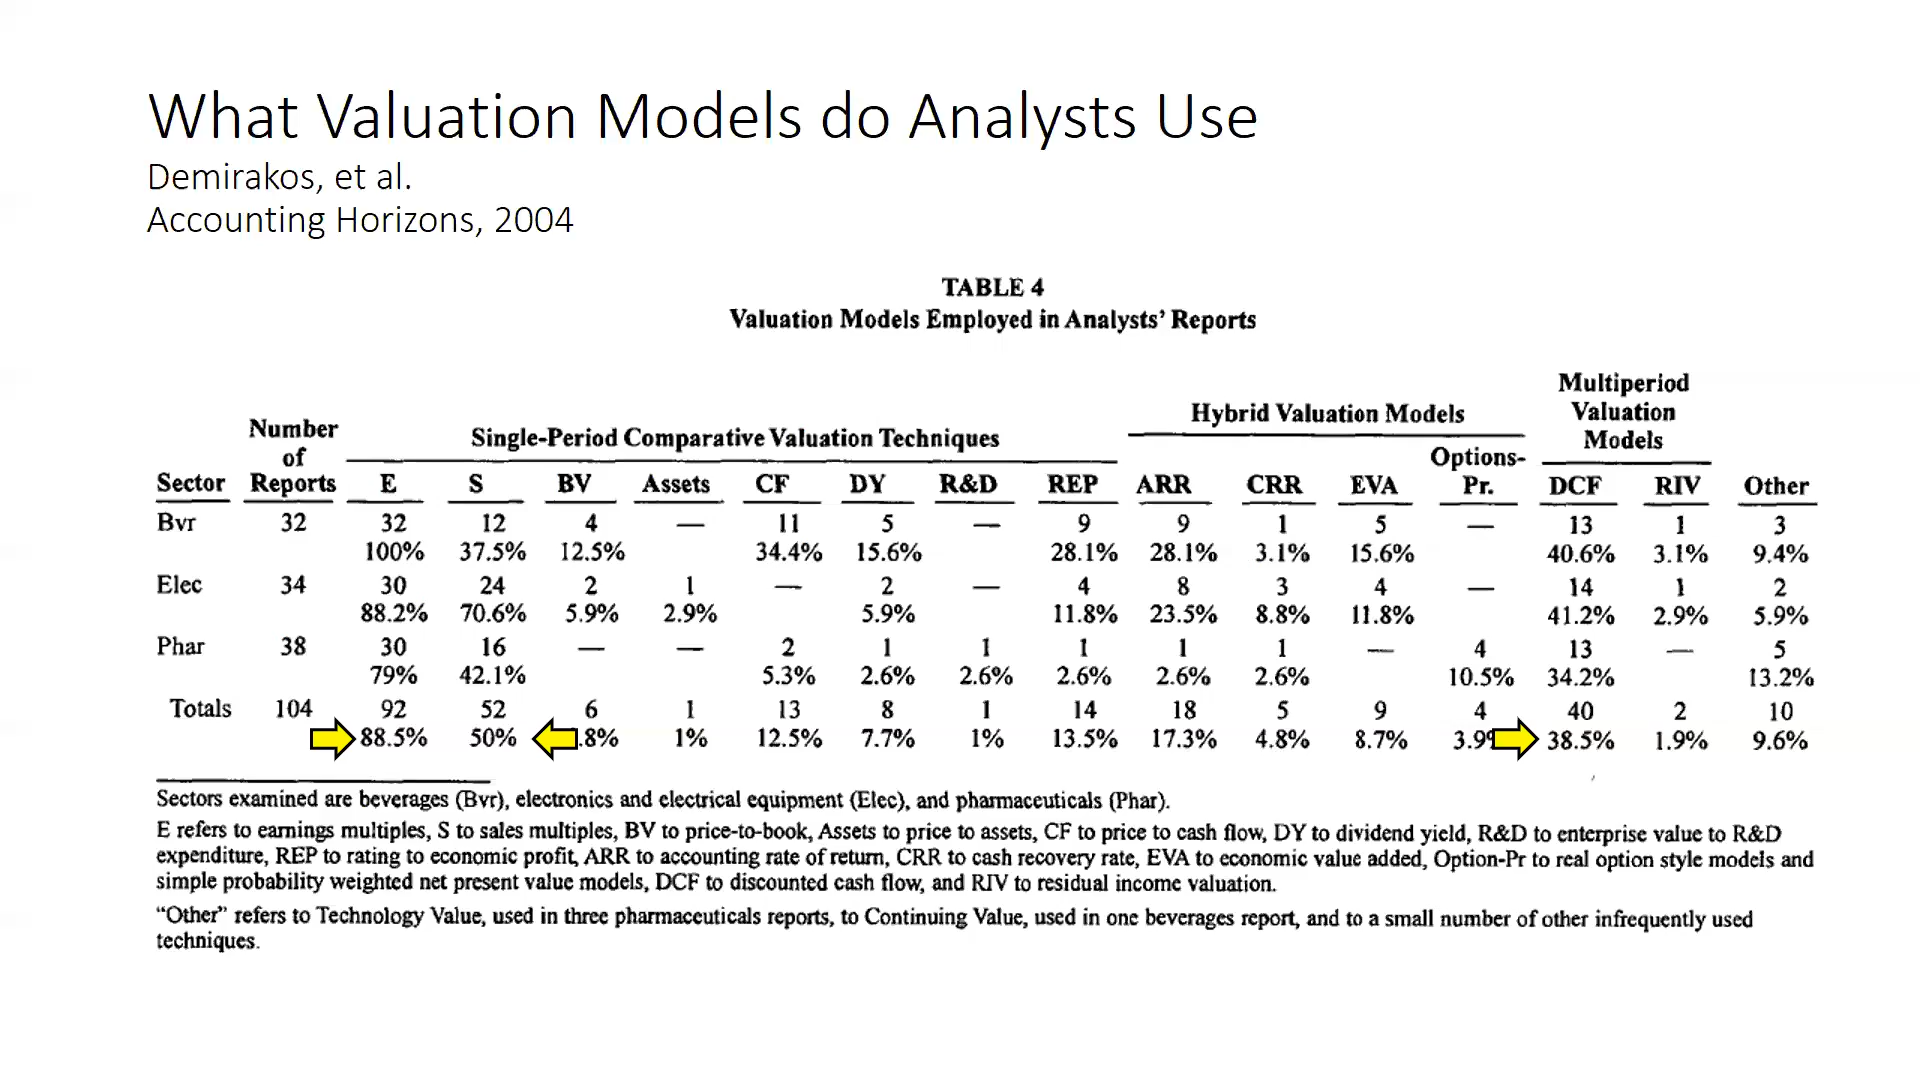 What Valuation Models do Analysts Use
Demirakos, et al.
Accounting Horizons, 2004
TABLE 4
Valuation Models Employed in Analysts' Reports
Multiperiod
Hybrid Valuation Models Valuation
Number Single-Period Comparative Valuation Techniques Models
of Options-
Sector Reports E S BV Assets CF DY R&D REP ARR CRR EVA Pr. DCF RIV Other
Bvr 32 32 12 4 — 11 5 — 9 9 1 5 — 13 1 3
100% 37.5% 12.5% 34.4% 15.6% 28.1% 28.1% 3.1% 15.6% 40.6% 3.1% 9.4%
Elec 34 30 24 2 1 — 2 — 4 8 3 4 — 14 1 2
88.2% 70.6% 5.9% 2.9% 5.9% 11.8% 23.5% 8.8% 11.8% 41.2% 2.9% 5.9%
Phar 38 30 16 — — 2 1 1 1 1 1 — 4 13 — 5
79% 42.1% 5.3% 2.6% 2.6% 2.6% 2.6% 2.6% 10.5% 34.2% 13.2%
Totals 104 92 52 6 1 13 8 1 14 18 5 9 4 40 2 10
88.5% 50% .8% 1% 12.5% 7.7% 1% 13.5% 17.3% 4.8% 8.7% 3.9% 38.5% 1.9% 9.6%
Sectors examined are beverages (Bvr), electronics and electrical equipment (Elec), and pharmaceuticals (Phar).
E refers to earnings multiples, S to sales multiples, BV to price-to-book, Assets to price to assets, CF to price to cash flow, DY to dividend yield, R&D to enterprise value to R&D
expenditure, REP to rating to economic profit, ARR to accounting rate of return, CRR to cash recovery rate, EVA to economic value added, Option-Pr to real option style models and
simple probability weighted net present value models, DCF to discounted cash flow, and RIV to residual income valuation.
"Other" refers to Technology Value, used in three pharmaceuticals reports, to Continuing Value, used in one beverages report, and to a small number of other infrequently used
techniques.